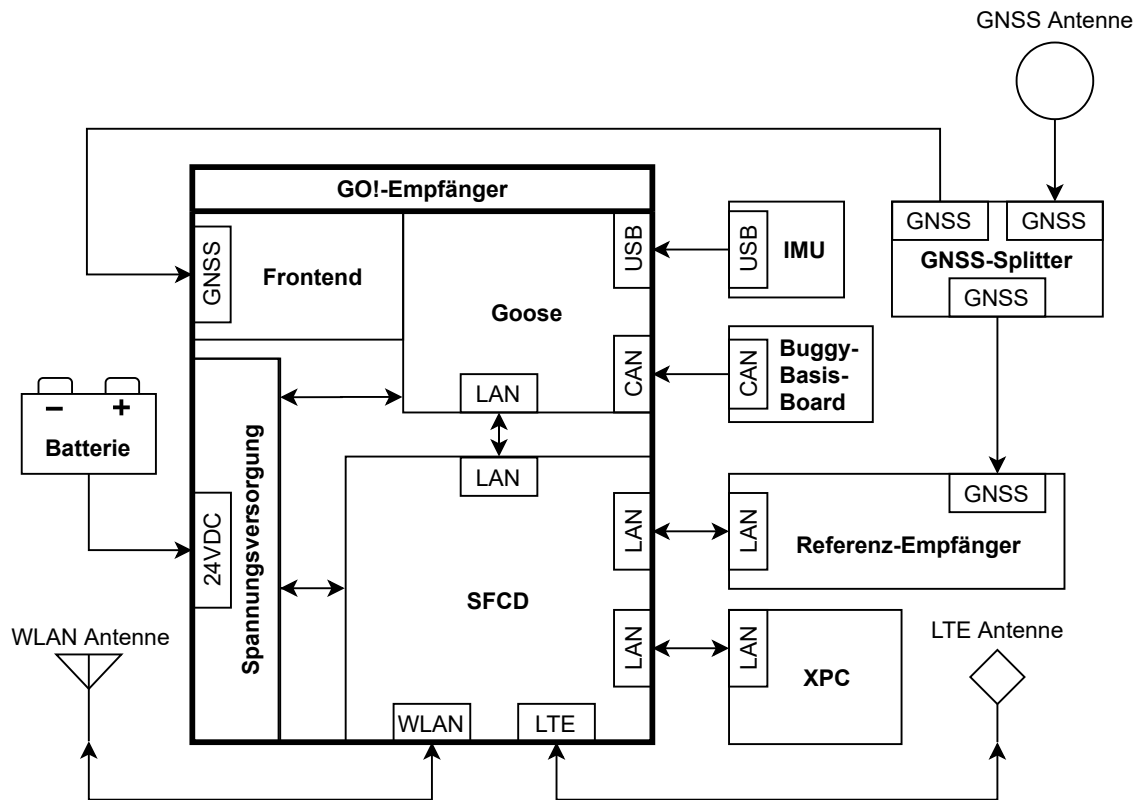 GNSS Antenne
GO!-Empfänger
GNSS
Frontend
Goose
USB
CAN
LAN
USB
IMU
CAN
Buggy-
Basis-
Board
GNSS
GNSS
GNSS-Splitter
GNSS
− +
Batterie
24VDC
Spannungsversorgung
LAN
SFCD
LAN
LAN
WLAN
LTE
GNSS
LAN
Referenz-Empfänger
LAN
XPC
WLAN Antenne
LTE Antenne